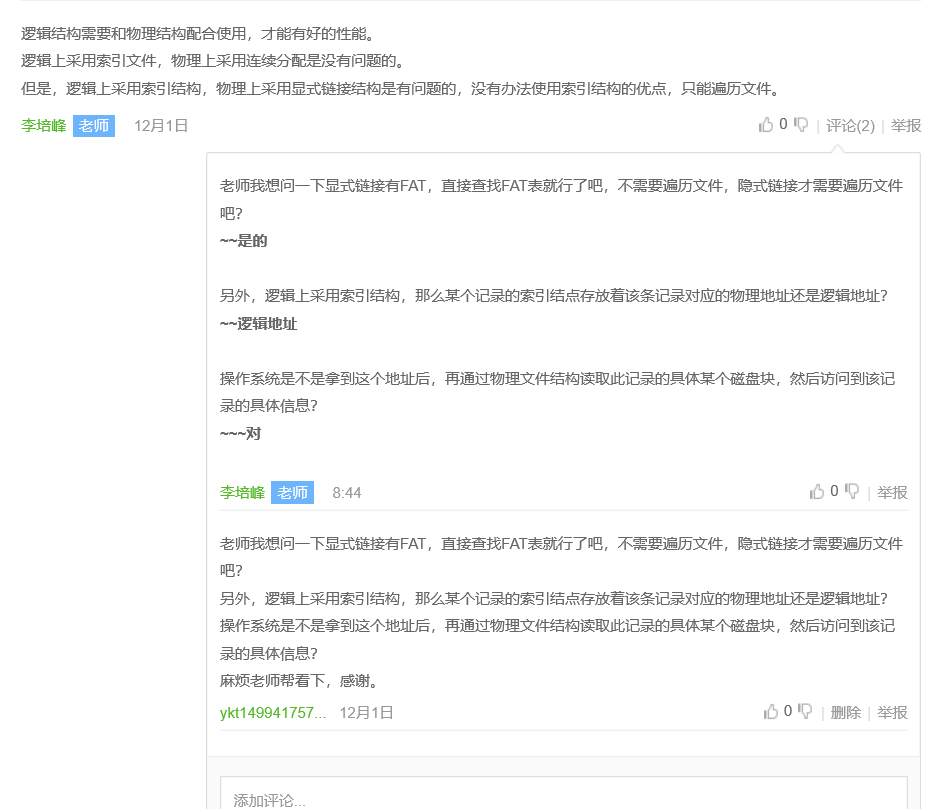 逻辑结构需要和物理结构配合使用，才能有好的性能。
逻辑上采用索引文件，物理上采用连续分配是没有问题的。
但是，逻辑上采用索引结构，物理上采用显式链接结构是有问题的，没有办法使用索引结构的优点，只能遍历文件。
李培峰 老师 12月1日 0 | 评论(2) | 举报
老师我想问一下显式链接有FAT，直接查找FAT表就行了吧，不需要遍历文件，隐式链接才需要遍历文件
吧？
~~是的
另外，逻辑上采用索引结构，那么某个记录的索引结点存放着该条记录对应的物理地址还是逻辑地址？
~~逻辑地址
操作系统是不是拿到这个地址后，再通过物理文件结构读取此记录的具体某个磁盘块，然后访问到该记
录的具体信息？
~~~对
李培峰 老师 8:44 0 | 举报
老师我想问一下显式链接有FAT，直接查找FAT表就行了吧，不需要遍历文件，隐式链接才需要遍历文件
吧？
另外，逻辑上采用索引结构，那么某个记录的索引结点存放着该条记录对应的物理地址还是逻辑地址？
操作系统是不是拿到这个地址后，再通过物理文件结构读取此记录的具体某个磁盘块，然后访问到该记
录的具体信息？
麻烦老师帮看下，感谢。
ykt149941757... 12月1日 0 | 删除 | 举报
添加评论...